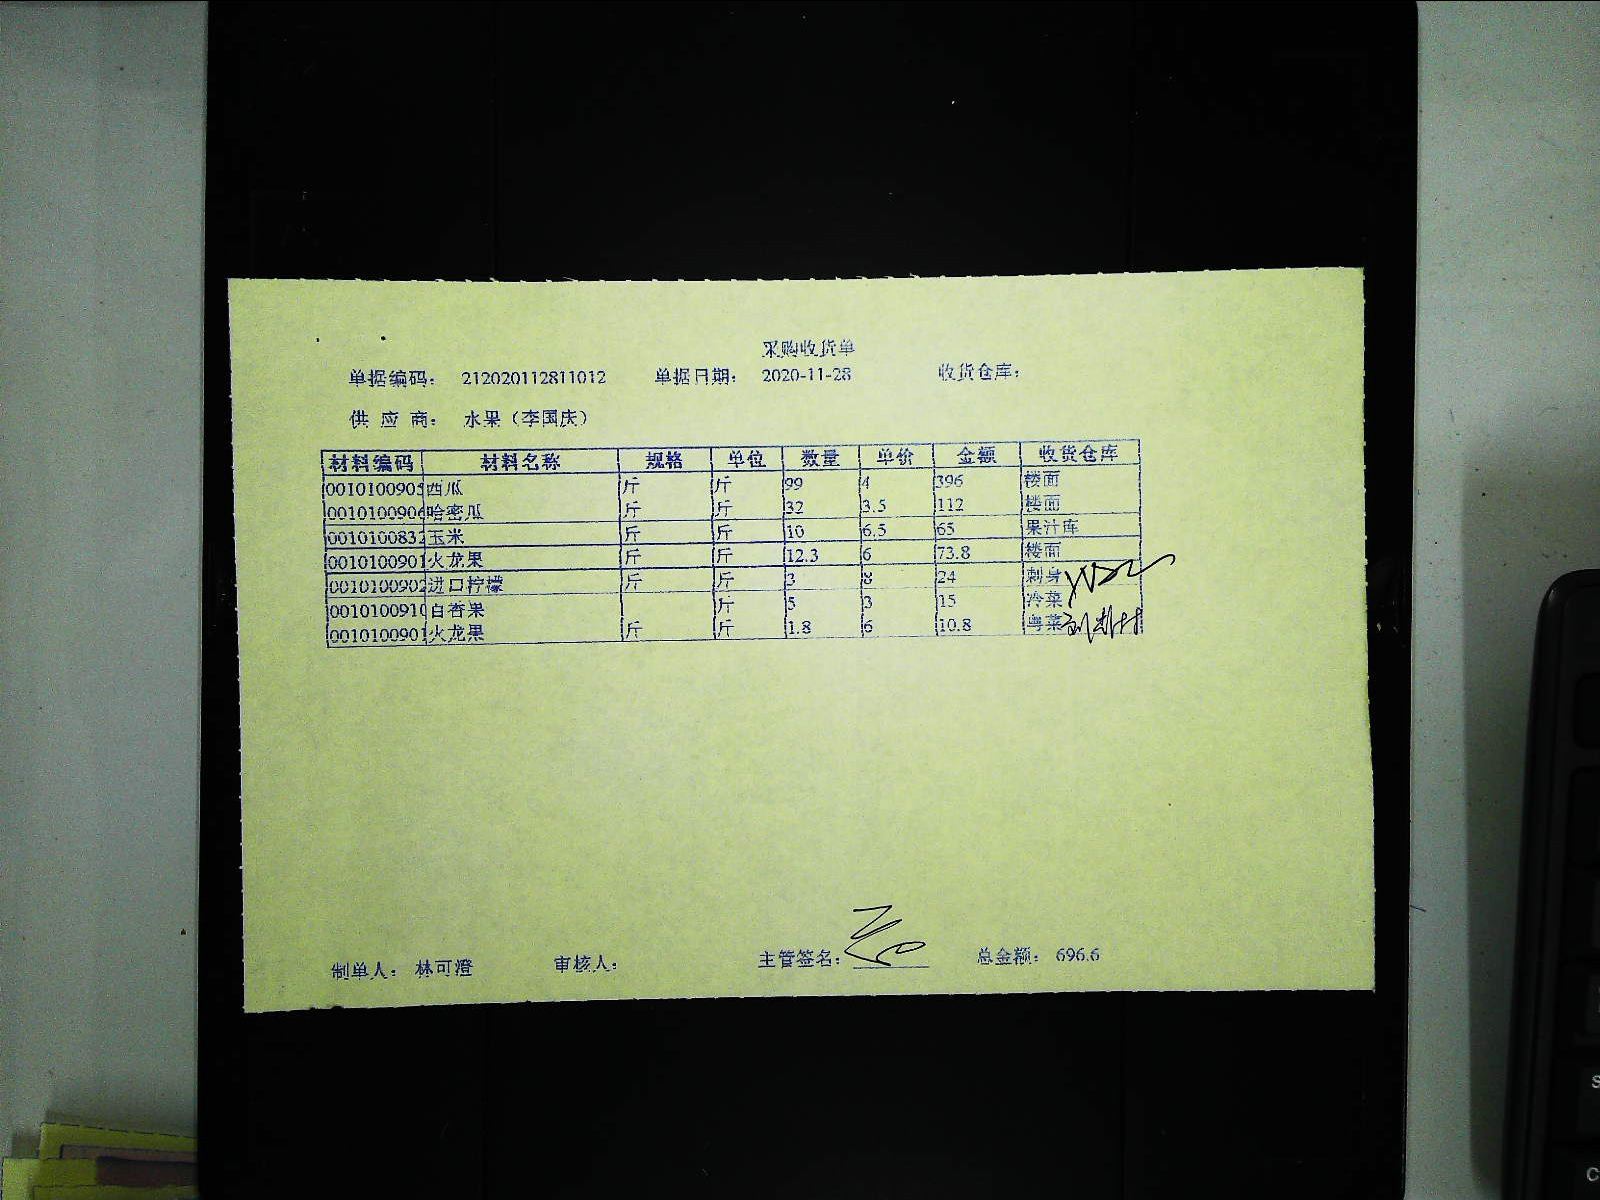 采购收货单
单据编码： 212020112811012 单据日期： 2020-11-28 收货仓库：
供 应 商： 水果（李国庆）
材料编码 材料名称 规格 单位 数量 单价 金额 收货仓库
0010100905 西瓜 斤 斤 99 4 396 楼面
0010100906 哈密瓜 斤 斤 32 3.5 112 楼面
0010100832 玉米 斤 斤 10 6.5 65 果汁库
0010100901 火龙果 斤 斤 12.3 6 73.8 楼面
0010100902 进口柠檬 斤 斤 3 8 24 刺身
0010100910 白杏果 斤 5 3 15 冷菜
0010100901 火龙果 斤 斤 1.8 6 10.8 粤菜
制单人： 林可澄 审核人： 主管签名： 总金额： 696.6